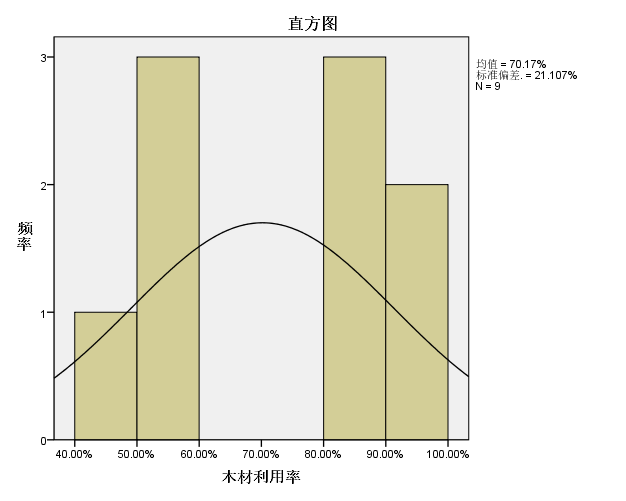 直方图
均值 = 70.17%
标准偏差. = 21.107%
N = 9
频率
3
2
1
0
40.00% 50.00% 60.00% 70.00% 80.00% 90.00% 100.00%
木材利用率